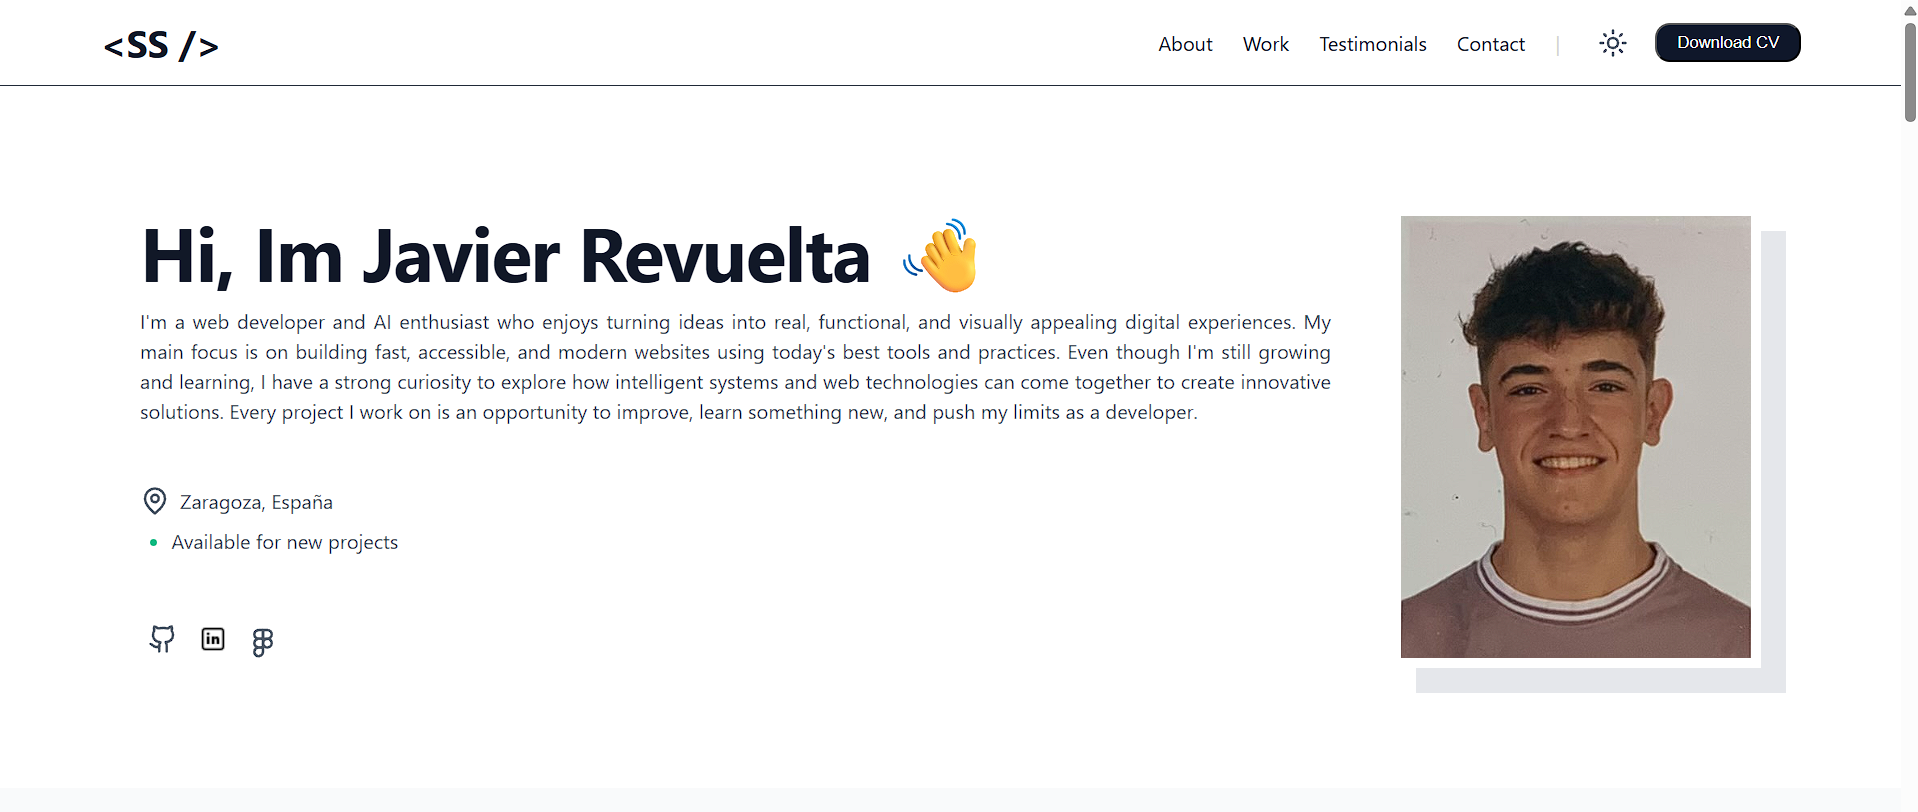 <SS />
About Work Testimonials Contact | Download CV
Hi, Im Javier Revuelta 👋
I'm a web developer and AI enthusiast who enjoys turning ideas into real, functional, and visually appealing digital experiences. My
main focus is on building fast, accessible, and modern websites using today's best tools and practices. Even though I'm still growing
and learning, I have a strong curiosity to explore how intelligent systems and web technologies can come together to create innovative
solutions. Every project I work on is an opportunity to improve, learn something new, and push my limits as a developer.
Zaragoza, España
Available for new projects
in